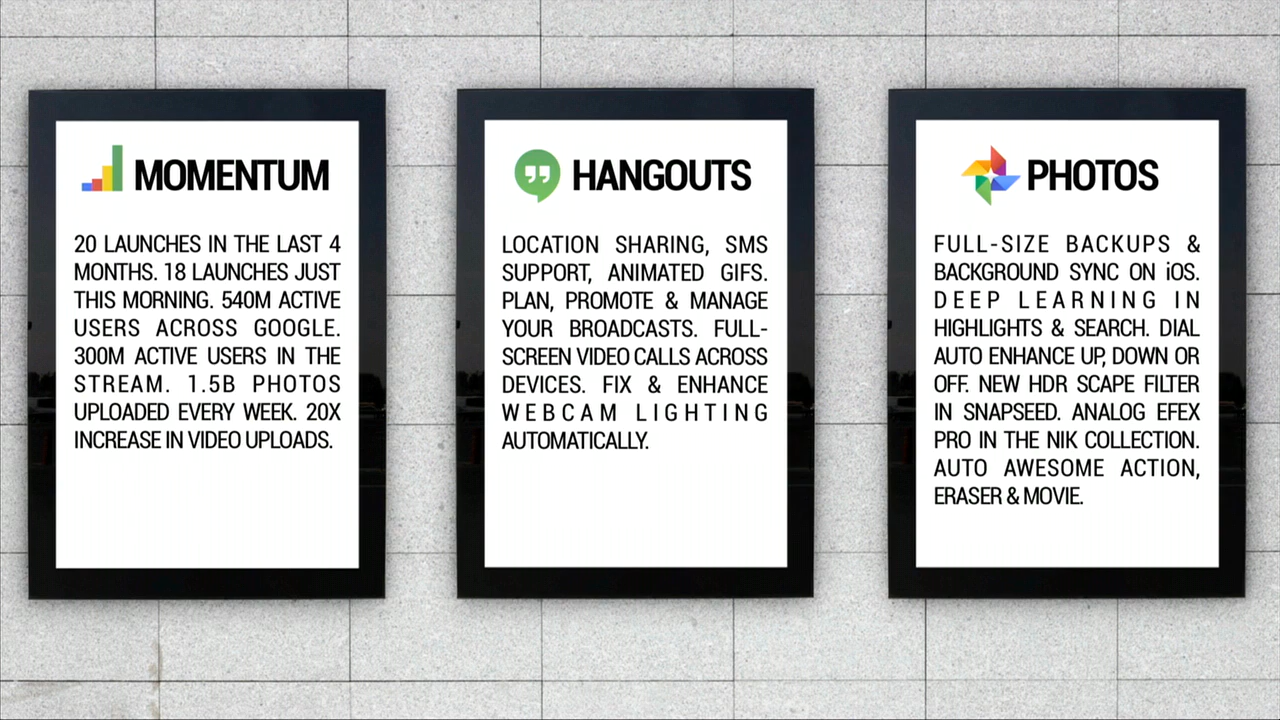 MOMENTUM
20 LAUNCHES IN THE LAST 4
MONTHS. 18 LAUNCHES JUST
THIS MORNING. 540M ACTIVE
USERS ACROSS GOOGLE.
300M ACTIVE USERS IN THE
STREAM. 1.5B PHOTOS
UPLOADED EVERY WEEK. 20X
INCREASE IN VIDEO UPLOADS.
HANGOUTS
LOCATION SHARING, SMS
SUPPORT, ANIMATED GIFS.
PLAN, PROMOTE & MANAGE
YOUR BROADCASTS. FULL-
SCREEN VIDEO CALLS ACROSS
DEVICES. FIX & ENHANCE
WEBCAM LIGHTING
AUTOMATICALLY.
PHOTOS
FULL-SIZE BACKUPS &
BACKGROUND SYNC ON iOS.
DEEP LEARNING IN
HIGHLIGHTS & SEARCH. DIAL
AUTO ENHANCE UP, DOWN OR
OFF. NEW HDR SCAPE FILTER
IN SNAPSEED. ANALOG EFEX
PRO IN THE NIK COLLECTION.
AUTO AWESOME ACTION,
ERASER & MOVIE.